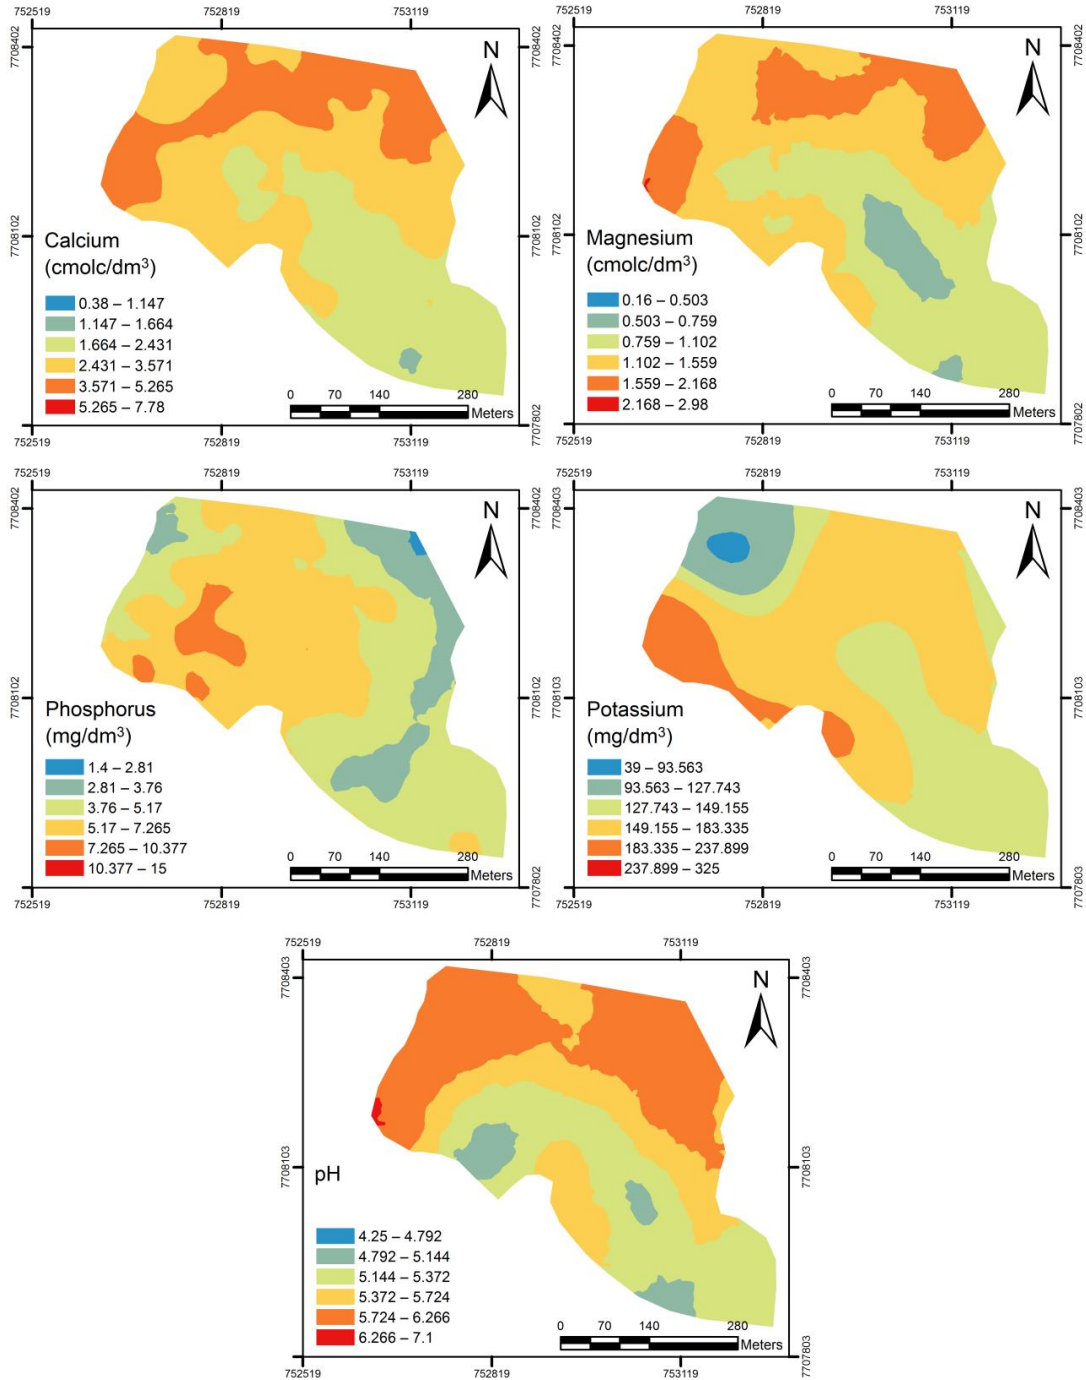 752519 752819 753119
7708402
N
7708102
Calcium
(cmolc/dm³)
0.38 – 1.147
1.147 – 1.664
1.664 – 2.431
2.431 – 3.571
3.571 – 5.265
5.265 – 7.78
0 70 140 280
Meters
752519 752819 753119
752519 752819 753119
7708402 7708402
N
7708102 7708102
Magnesium
(cmolc/dm³)
0.16 – 0.503
0.503 – 0.759
0.759 – 1.102
1.102 – 1.559
1.559 – 2.168
2.168 – 2.98
0 70 140 280
Meters
7707802
752519 752819 753119
752519 752819 753119
7708402
N
7708102
Phosphorus
(mg/dm³)
1.4 – 2.81
2.81 – 3.76
3.76 – 5.17
5.17 – 7.265
7.265 – 10.377
10.377 – 15
0 70 140 280
Meters
752519 752819 753119
752519 752819 753119
7708402 7708403
N
7708102 7708103
Potassium
(mg/dm³)
39 – 93.563
93.563 – 127.743
127.743 – 149.155
149.155 – 183.335
183.335 – 237.899
237.899 – 325
0 70 140 280
Meters
7707802 7707803
752519 752819 753119
752519 752819 753119
7708403
N
7708103
pH
4.25 – 4.792
4.792 – 5.144
5.144 – 5.372
5.372 – 5.724
5.724 – 6.266
6.266 – 7.1
0 70 140 280
Meters
7707803
752519 752819 753119